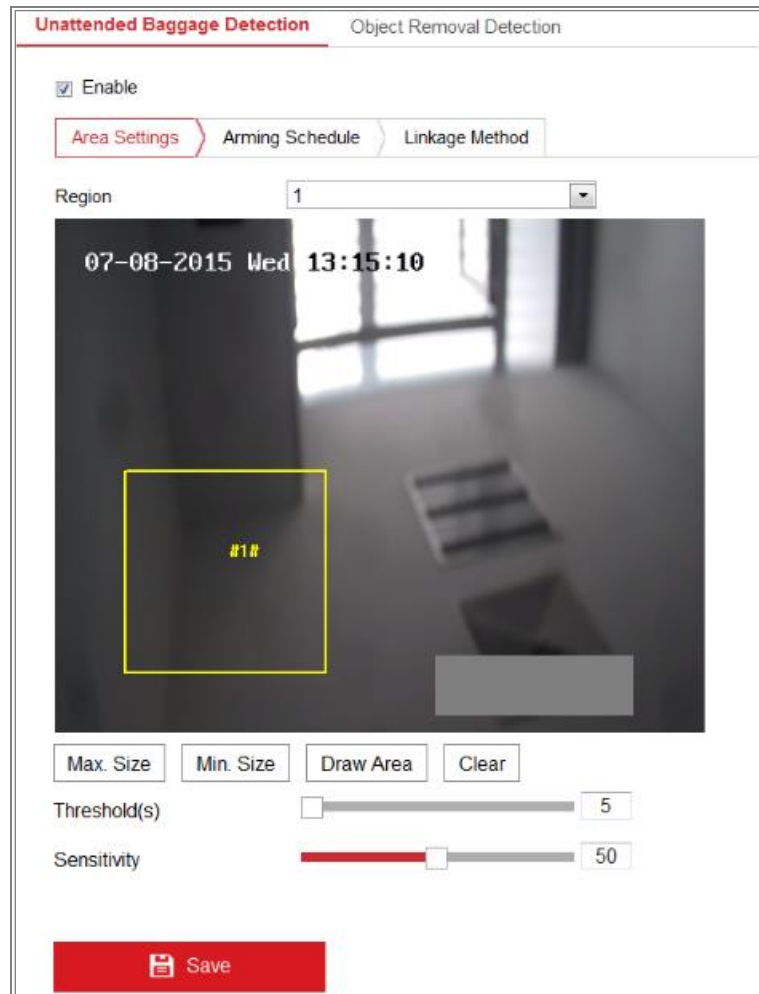 Unattended Baggage Detection Object Removal Detection
Enable
Area Settings Arming Schedule Linkage Method
Region 1
07-08-2015 Wed 13:15:10
#1#
Max. Size Min. Size Draw Area Clear
Threshold(s) 5
Sensitivity 50
Save